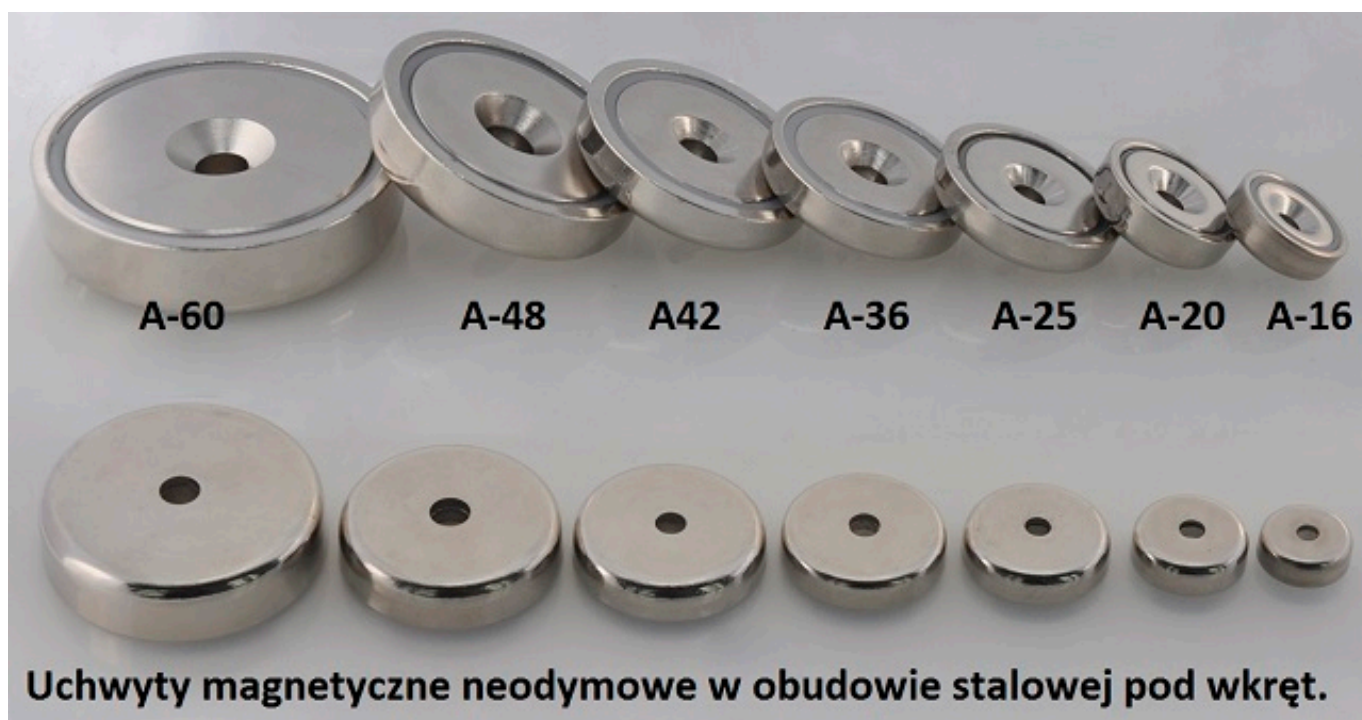 A-60 A-48 A42 A-36 A-25 A-20 A-16
Uchwyty magnetyczne neodymowe w obudowie stalowej pod wkręt.